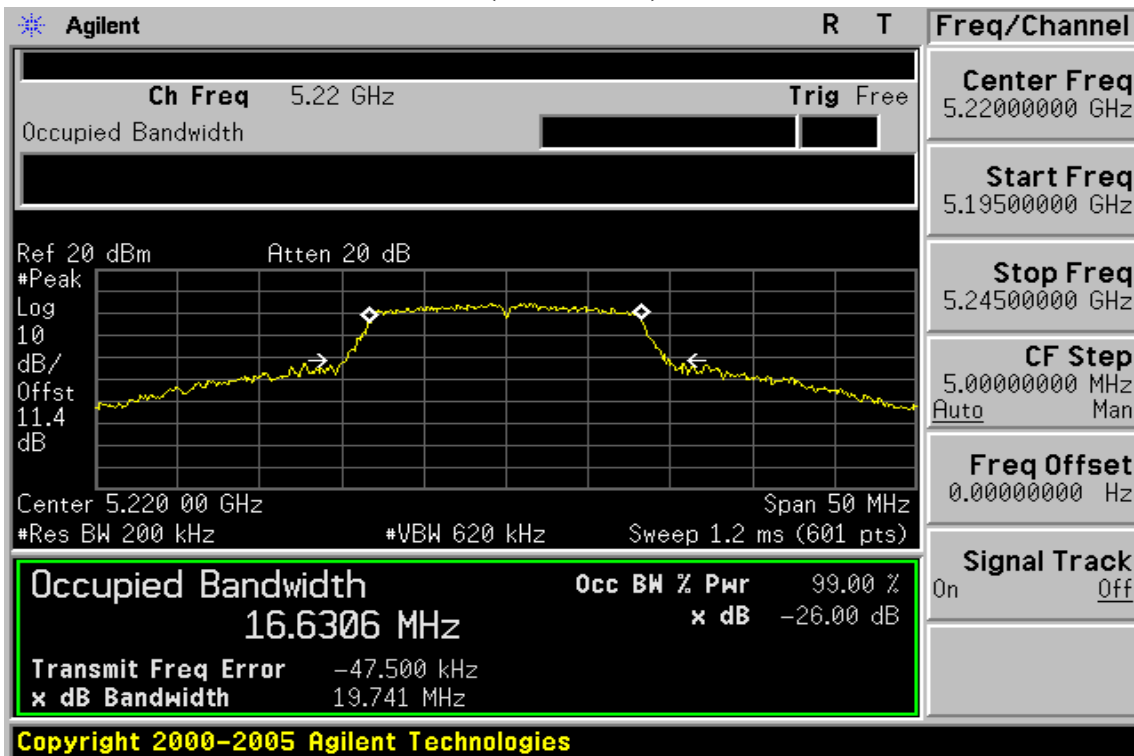 Agilent R T
Ch Freq 5.22 GHz Trig Free
Occupied Bandwidth
Ref 20 dBm Atten 20 dB
#Peak
Log
10
dB/
Offst
11.4
dB
Center 5.220 00 GHz Span 50 MHz
#Res BW 200 kHz #VBW 620 kHz Sweep 1.2 ms (601 pts)
Occupied Bandwidth
16.6306 MHz
Occ BW % Pwr 99.00 %
x dB -26.00 dB
Transmit Freq Error -47.500 kHz
x dB Bandwidth 19.741 MHz
Copyright 2000-2005 Agilent Technologies
Freq/Channel
Center Freq
5.22000000 GHz
Start Freq
5.19500000 GHz
Stop Freq
5.24500000 GHz
CF Step
5.00000000 MHz
Auto Man
Freq Offset
0.00000000 Hz
Signal Track
On Off